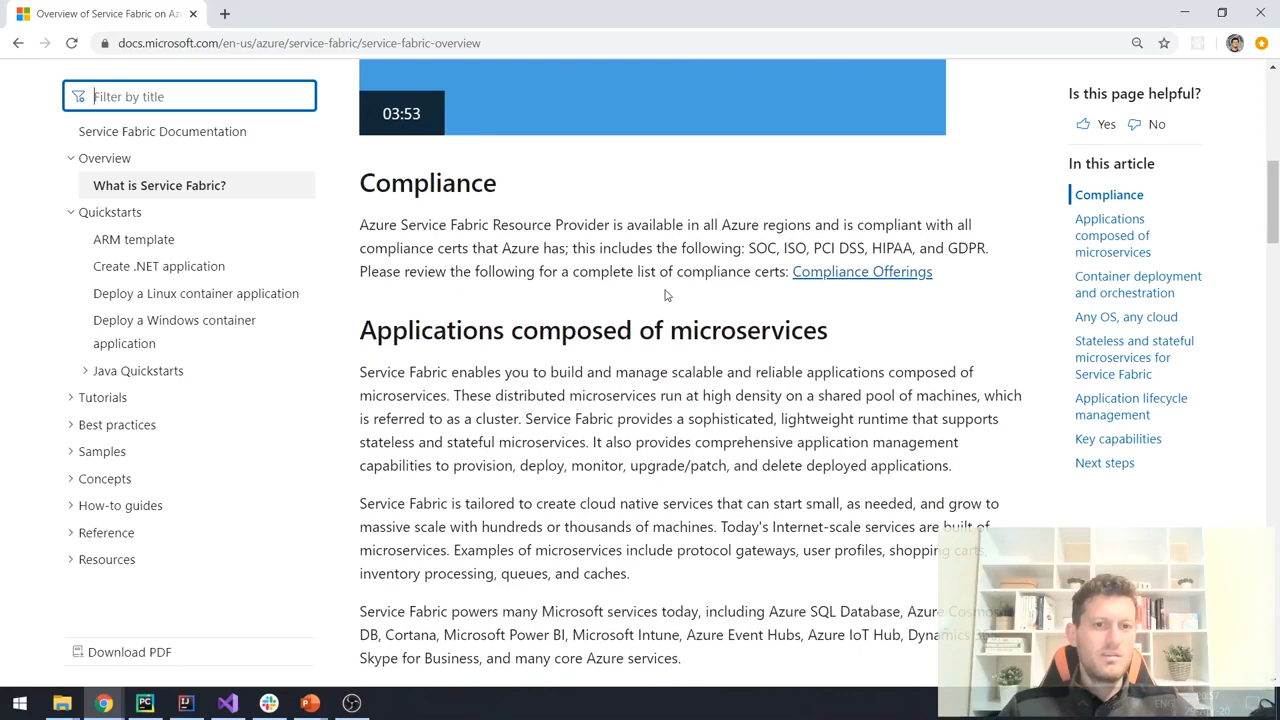 Overview of Service Fabric on Az
docs.microsoft.com/en-us/azure/service-fabric/service-fabric-overview
Filter by title
Service Fabric Documentation
Overview
What is Service Fabric?
Quickstarts
ARM template
Create .NET application
Deploy a Linux container application
Deploy a Windows container
application
Java Quickstarts
Tutorials
Best practices
Samples
Concepts
How-to guides
Reference
Resources
Download PDF
03:53
Compliance
Azure Service Fabric Resource Provider is available in all Azure regions and is compliant with all
compliance certs that Azure has; this includes the following: SOC, ISO, PCI DSS, HIPAA, and GDPR.
Please review the following for a complete list of compliance certs: Compliance Offerings
Applications composed of microservices
Service Fabric enables you to build and manage scalable and reliable applications composed of
microservices. These distributed microservices run at high density on a shared pool of machines, which
is referred to as a cluster. Service Fabric provides a sophisticated, lightweight runtime that supports
stateless and stateful microservices. It also provides comprehensive application management
capabilities to provision, deploy, monitor, upgrade/patch, and delete deployed applications.
Service Fabric is tailored to create cloud native services that can start small, as needed, and grow to
massive scale with hundreds or thousands of machines. Today's Internet-scale services are built of
microservices. Examples of microservices include protocol gateways, user profiles, shopping carts,
inventory processing, queues, and caches.
Service Fabric powers many Microsoft services today, including Azure SQL Database, Azure Cosmos
DB, Cortana, Microsoft Power BI, Microsoft Intune, Azure Event Hubs, Azure IoT Hub, Dynamics
Skype for Business, and many core Azure services.
Is this page helpful?
Yes No
In this article
Compliance
Applications
composed of
microservices
Container deployment
and orchestration
Any OS, any cloud
Stateless and stateful
microservices for
Service Fabric
Application lifecycle
management
Key capabilities
Next steps
ENG